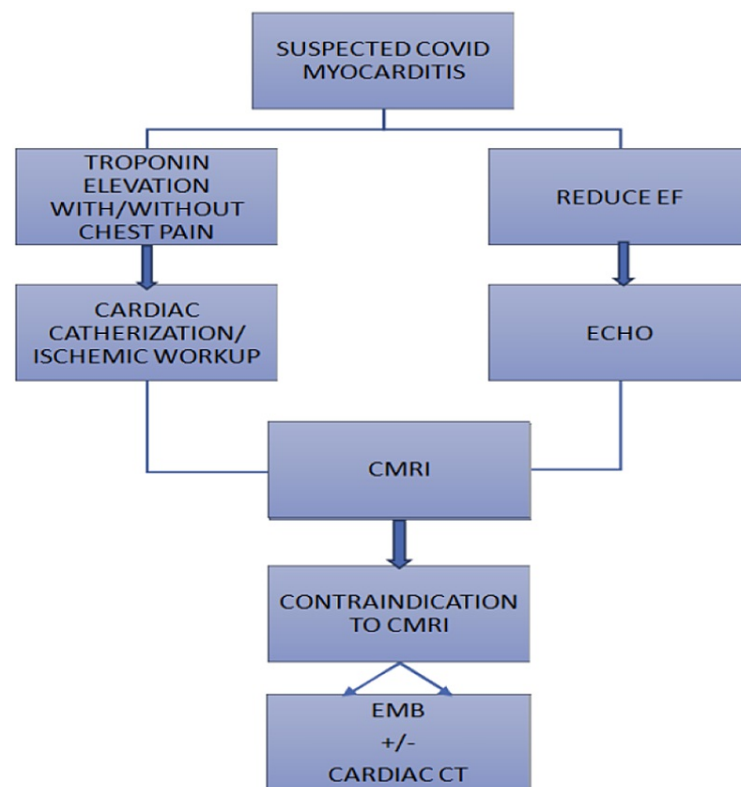 SUSPECTED COVID
MYOCARDITIS
TROPONIN
ELEVATION
WITH/WITHOUT
CHEST PAIN
REDUCE EF
CARDIAC
CATHERIZATION/
ISCHEMIC WORKUP
ECHO
CMRI
CONTRAINDICATION
TO CMRI
EMB
+/-
CARDIAC CT